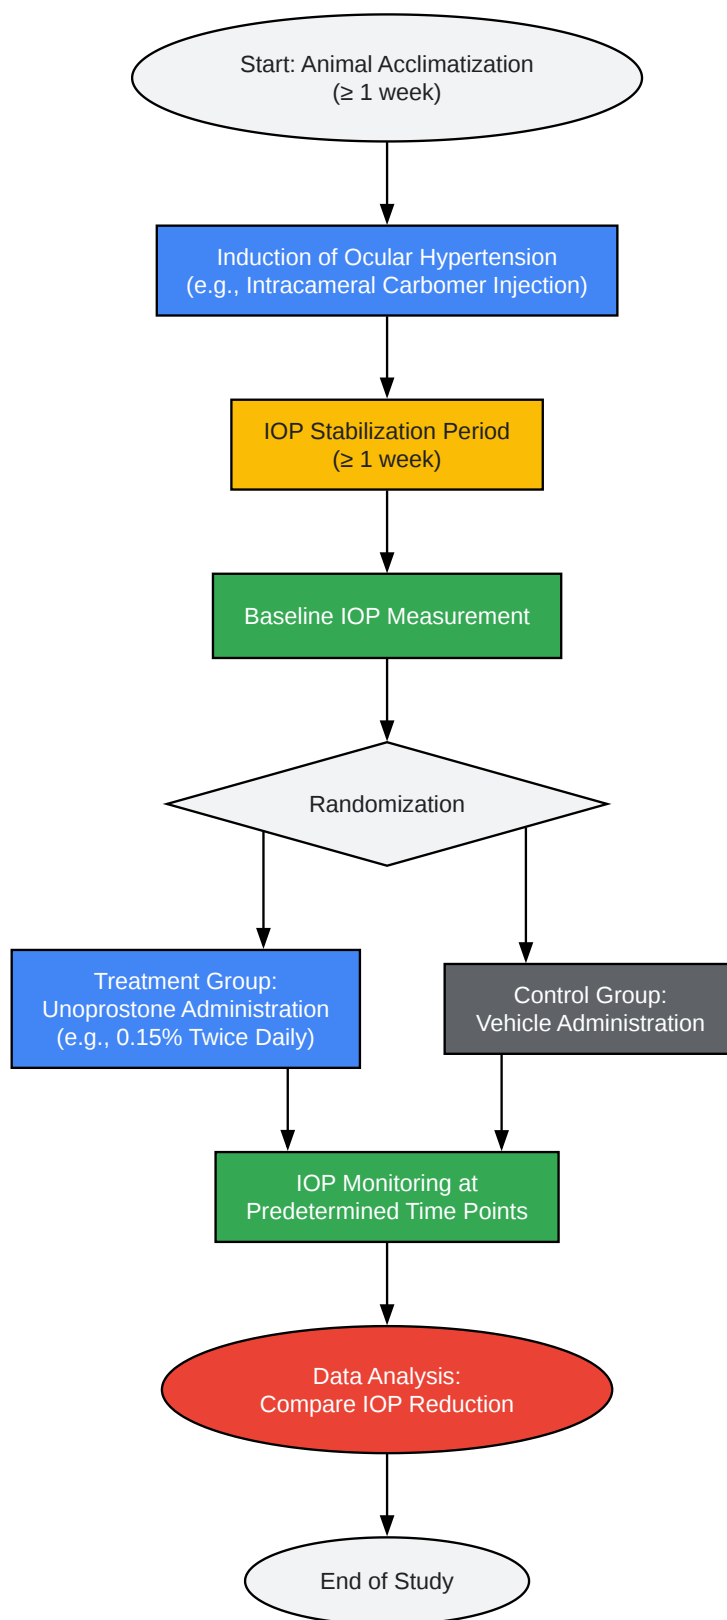 Start: Animal Acclimatization
(≥ 1 week)
Induction of Ocular Hypertension
(e.g., Intracameral Carbomer Injection)
IOP Stabilization Period
(≥ 1 week)
Baseline IOP Measurement
Randomization
Treatment Group:
Unoprostone Administration
(e.g., 0.15% Twice Daily)
Control Group:
Vehicle Administration
IOP Monitoring at
Predetermined Time Points
Data Analysis:
Compare IOP Reduction
End of Study